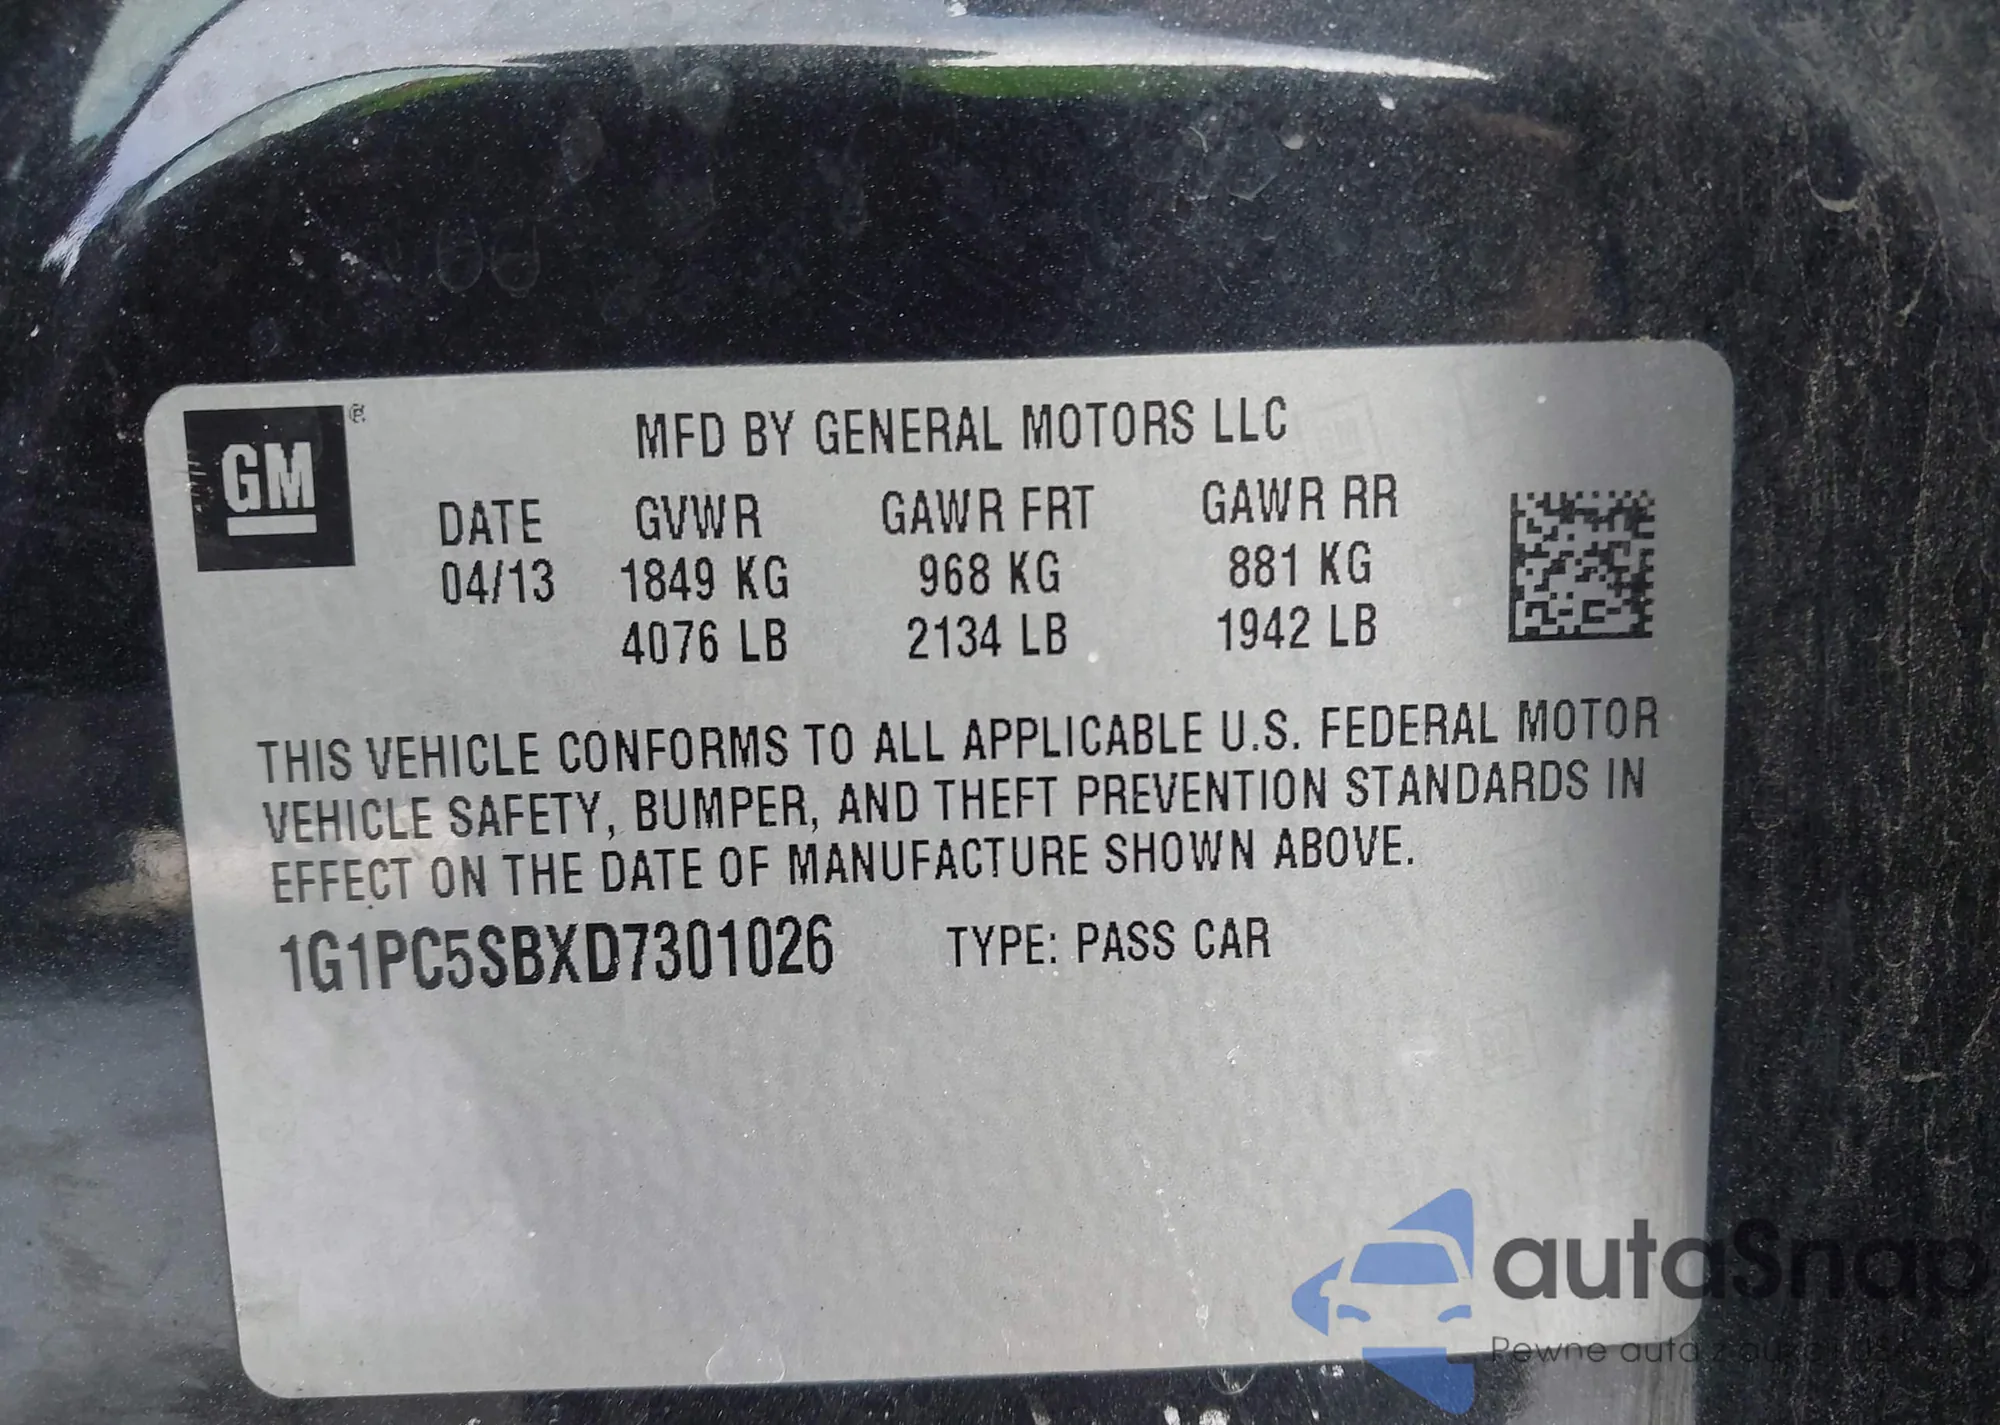 GM ®
MFD BY GENERAL MOTORS LLC
DATE GVWR GAWR FRT GAWR RR
04/13 1849 KG 968 KG 881 KG
4076 LB 2134 LB 1942 LB
THIS VEHICLE CONFORMS TO ALL APPLICABLE U.S. FEDERAL MOTOR
VEHICLE SAFETY, BUMPER, AND THEFT PREVENTION STANDARDS IN
EFFECT ON THE DATE OF MANUFACTURE SHOWN ABOVE.
1G1PC5SBXD7301026 TYPE: PASS CAR
autaSnap
Pewne auta z